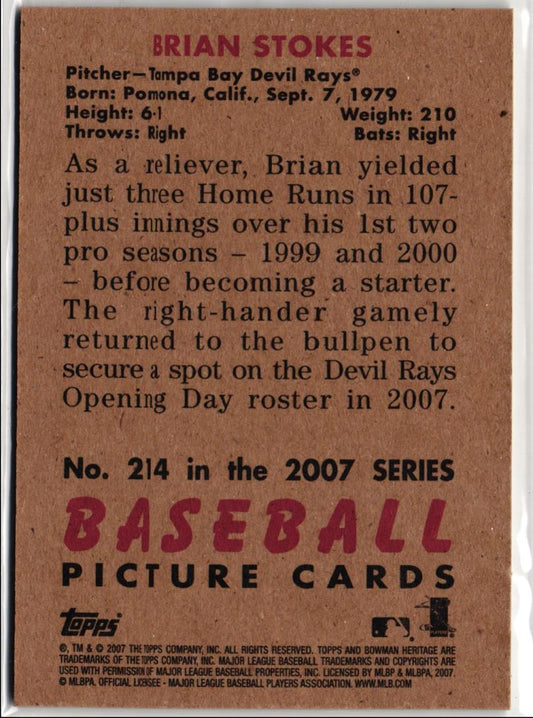 BRIAN STOKES
Pitcher—Tampa Bay Devil Rays®
Born: Pomona, Calif., Sept. 7, 1979
Height: 6-1 Weight: 210
Throws: Right Bats: Right
As a reliever, Brian yielded
just three Home Runs in 107-
plus innings over his 1st two
pro seasons – 1999 and 2000
– before becoming a starter.
The right-hander gamely
returned to the bullpen to
secure a spot on the Devil Rays
Opening Day roster in 2007.
No. 214 in the 2007 SERIES
BASEBALL
PICTURE CARDS
Topps
®, TM & © 2007 THE TOPPS COMPANY, INC. ALL RIGHTS RESERVED. TOPPS AND BOWMAN HERITAGE ARE
TRADEMARKS OF THE TOPPS COMPANY, INC. MAJOR LEAGUE BASEBALL TRADEMARKS AND COPYRIGHTS ARE
USED WITH PERMISSION OF MAJOR LEAGUE BASEBALL PROPERTIES, INC. LICENSED BY MLBP & MLBPA, 2007.
© MLBPA. OFFICIAL LICENSEE - MAJOR LEAGUE BASEBALL PLAYERS ASSOCIATION. WWW.MLB.COM